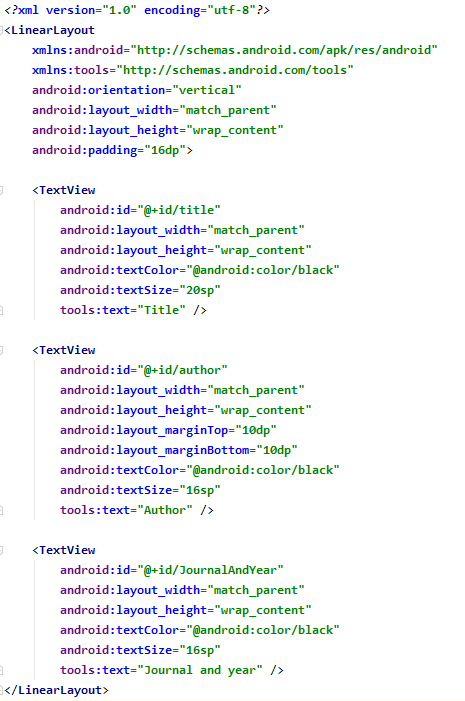 <?xml version="1.0" encoding="utf-8"?>
<LinearLayout
    xmlns:android="http://schemas.android.com/apk/res/android"
    xmlns:tools="http://schemas.android.com/tools"
    android:orientation="vertical"
    android:layout_width="match_parent"
    android:layout_height="wrap_content"
    android:padding="16dp">

    <TextView
        android:id="@+id/title"
        android:layout_width="match_parent"
        android:layout_height="wrap_content"
        android:textColor="@android:color/black"
        android:textSize="20sp"
        tools:text="Title" />

    <TextView
        android:id="@+id/author"
        android:layout_width="match_parent"
        android:layout_height="wrap_content"
        android:layout_marginTop="10dp"
        android:layout_marginBottom="10dp"
        android:textColor="@android:color/black"
        android:textSize="16sp"
        tools:text="Author" />

    <TextView
        android:id="@+id/JournalAndYear"
        android:layout_width="match_parent"
        android:layout_height="wrap_content"
        android:textColor="@android:color/black"
        android:textSize="16sp"
        tools:text="Journal and year" />
</LinearLayout>